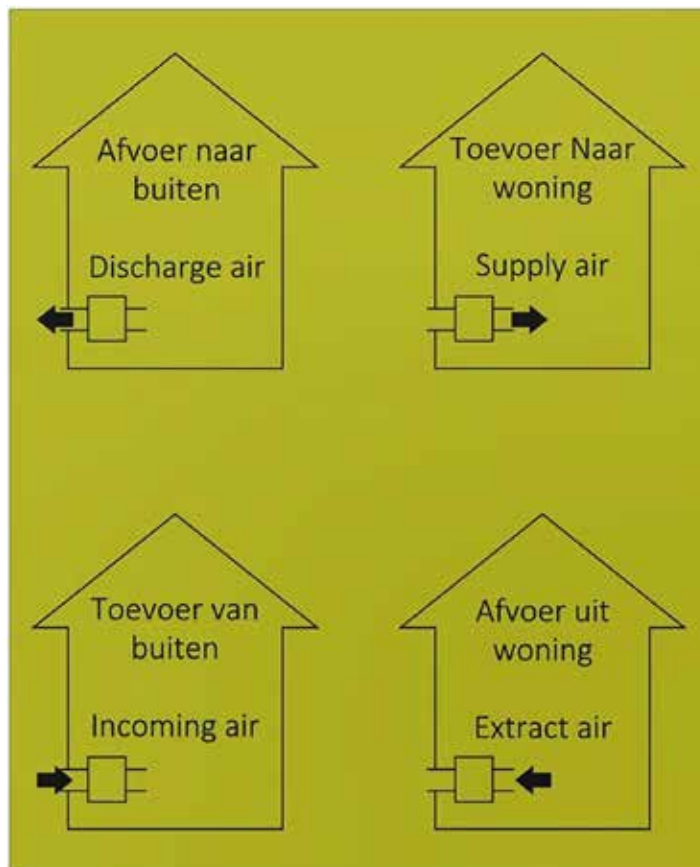 Afvoer naar
buiten
Discharge air
Toevoer Naar
woning
Supply air
Toevoer van
buiten
Incoming air
Afvoer uit
woning
Extract air